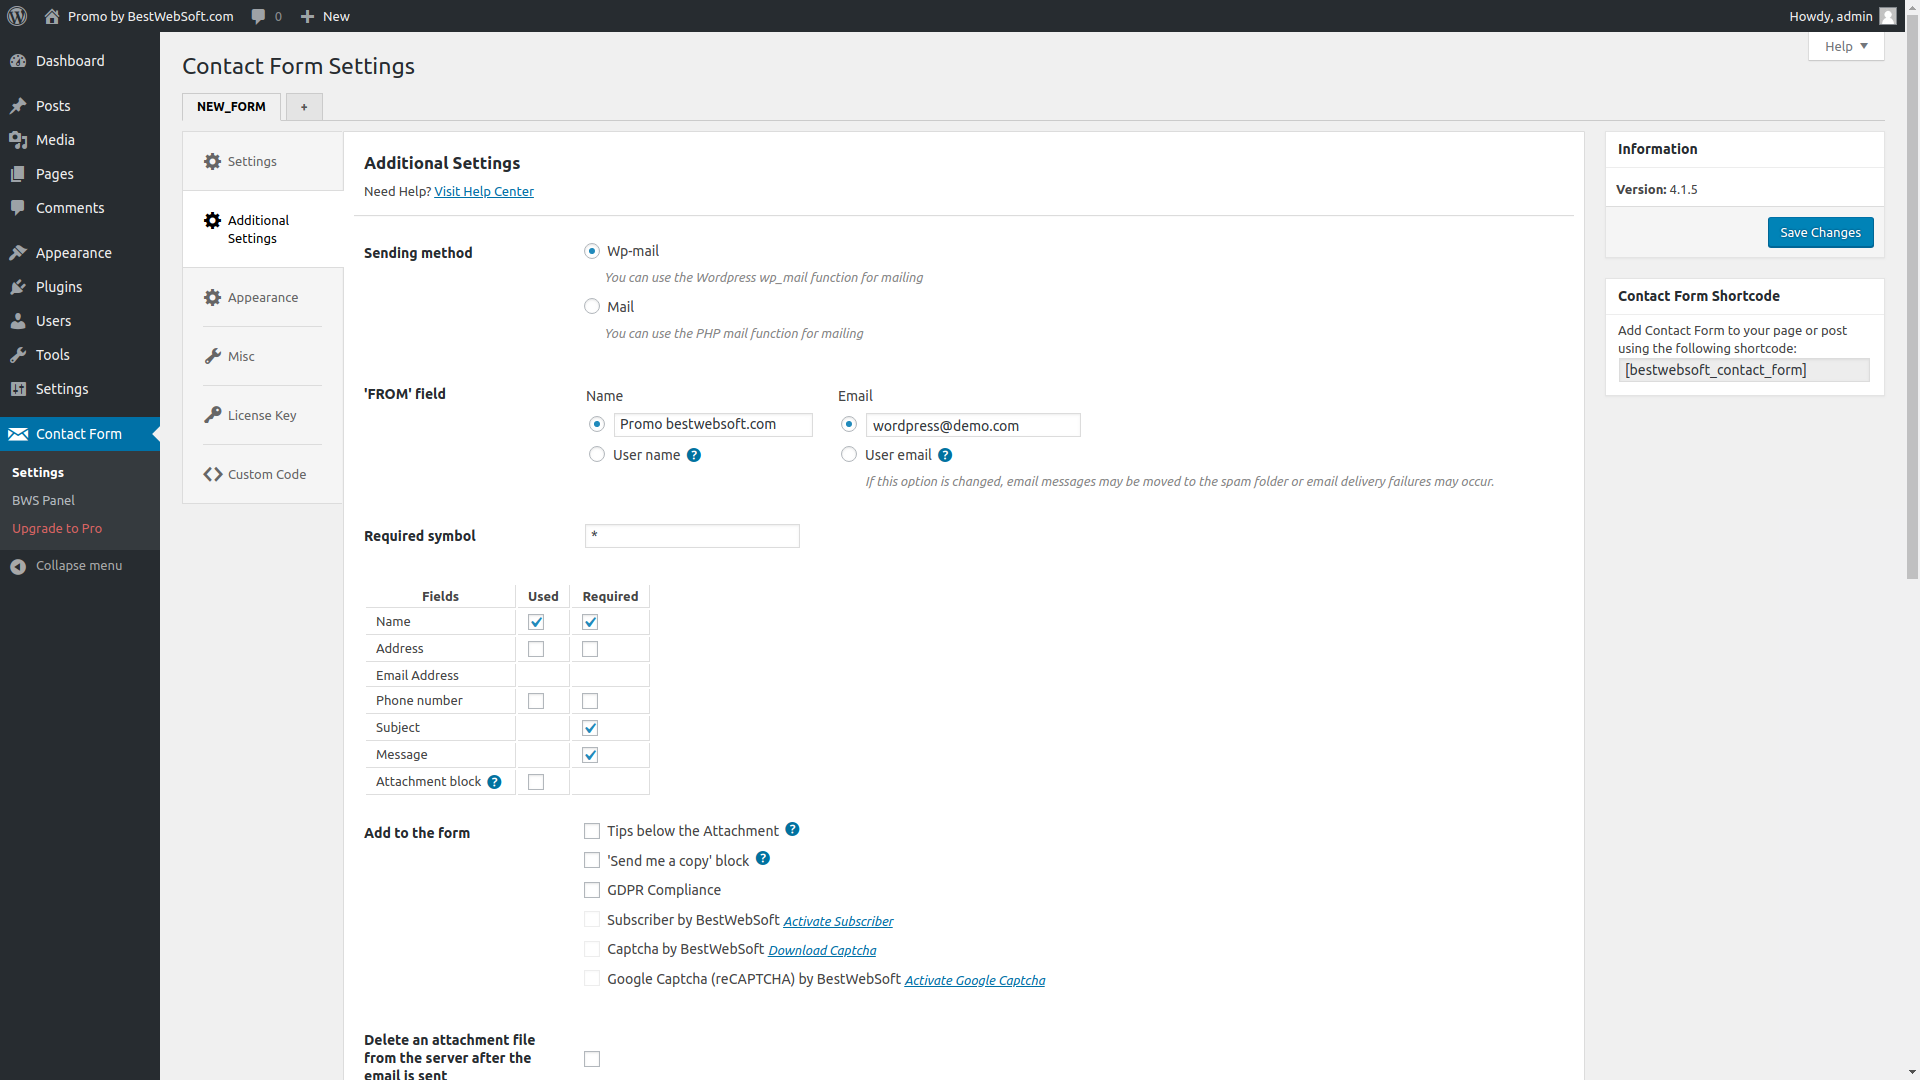 Promo by BestWebSoft.com 0 New Howdy, admin
Help
Dashboard
Posts
Media
Pages
Comments
Appearance
Plugins
Users
Tools
Settings
Contact Form
Settings
BWS Panel
Upgrade to Pro
Collapse menu
Contact Form Settings
NEW_FORM +
Settings
Additional
Settings
Appearance
Misc
License Key
Custom Code
Additional Settings
Need Help? Visit Help Center
Sending method
Wp-mail
You can use the Wordpress wp_mail function for mailing
Mail
You can use the PHP mail function for mailing
'FROM' field
Name Email
Promo bestwebsoft.com wordpress@demo.com
User name ? User email ?
If this option is changed, email messages may be moved to the spam folder or email delivery failures may occur.
Required symbol *
Fields Used Required
Name
Address
Email Address
Phone number
Subject
Message
Attachment block ?
Add to the form
Tips below the Attachment ?
'Send me a copy' block ?
GDPR Compliance
Subscriber by BestWebSoft Activate Subscriber
Captcha by BestWebSoft Download Captcha
Google Captcha (reCAPTCHA) by BestWebSoft Activate Google Captcha
Delete an attachment file
from the server after the
email is sent
Information
Version: 4.1.5
Save Changes
Contact Form Shortcode
Add Contact Form to your page or post
using the following shortcode:
[bestwebsoft_contact_form]